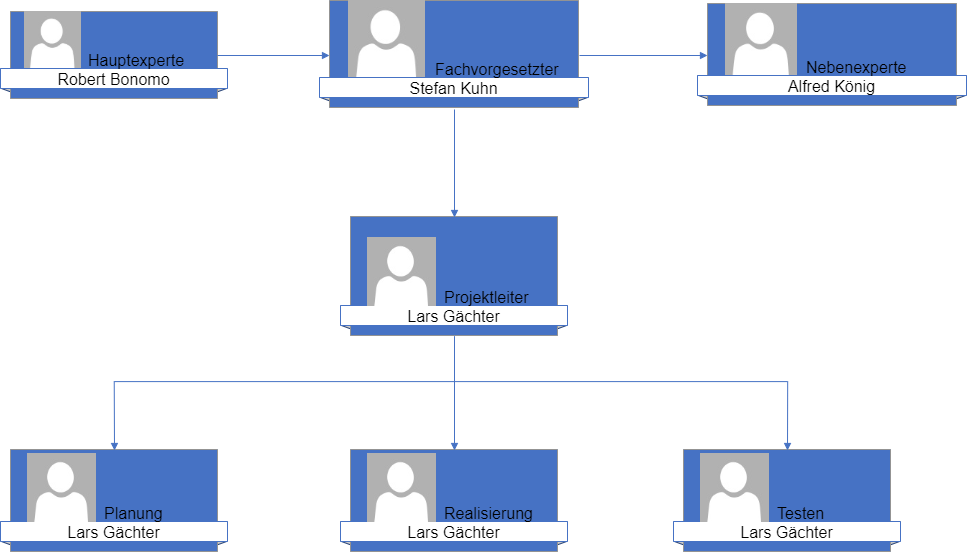 Hauptexperte
Robert Bonomo
Fachvorgesetzter
Stefan Kuhn
Nebenexperte
Alfred König
Projektleiter
Lars Gächter
Planung
Lars Gächter
Realisierung
Lars Gächter
Testen
Lars Gächter